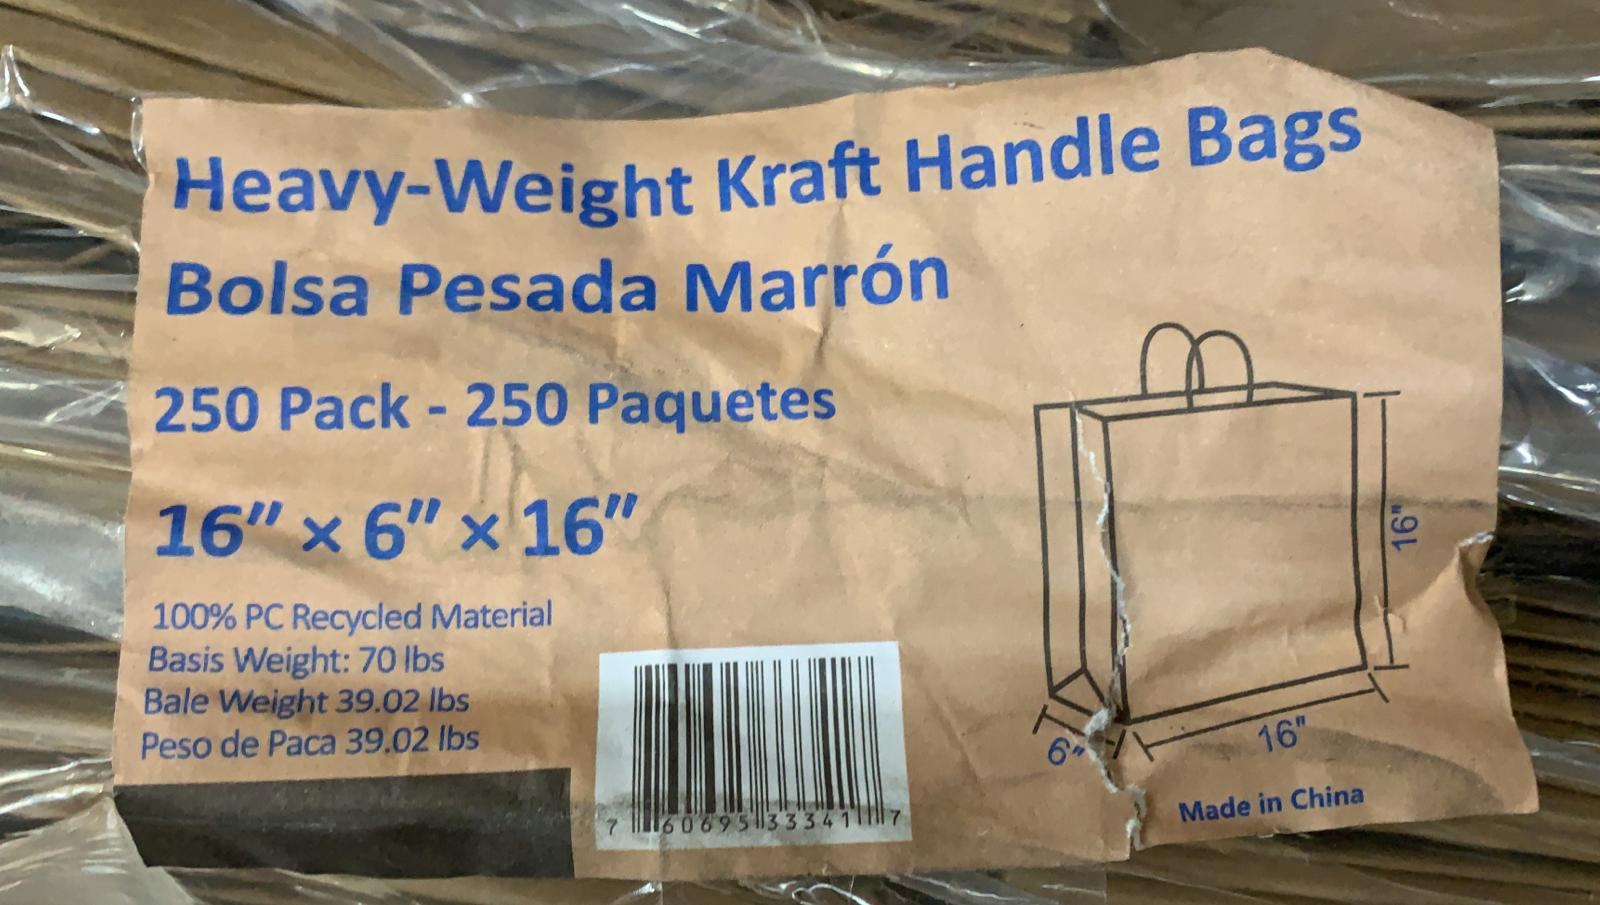 Heavy-Weight Kraft Handle Bags
Bolsa Pesada Marrón
250 Pack - 250 Paquetes
16" × 6" × 16"
100% PC Recycled Material
Basis Weight: 70 lbs
Bale Weight 39.02 lbs
Peso de Paca 39.02 lbs
7 60695 33341 7
16"
6"
16"
Made in China